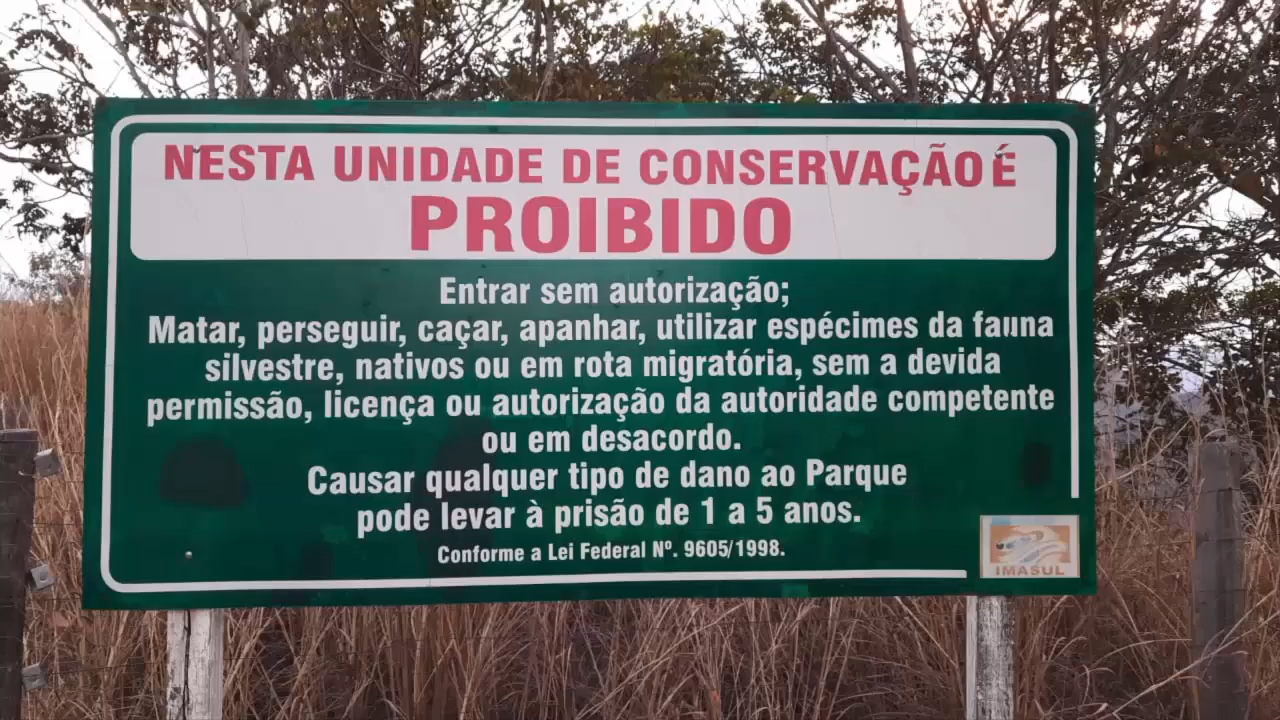 NESTA UNIDADE DE CONSERVAÇÃO É
PROIBIDO
Entrar sem autorização;
Matar, perseguir, caçar, apanhar, utilizar espécimes da fauna
silvestre, nativos ou em rota migratória, sem a devida
permissão, licença ou autorização da autoridade competente
ou em desacordo.
Causar qualquer tipo de dano ao Parque
pode levar à prisão de 1 a 5 anos.
Conforme a Lei Federal Nº. 9605/1998.
IMASUL